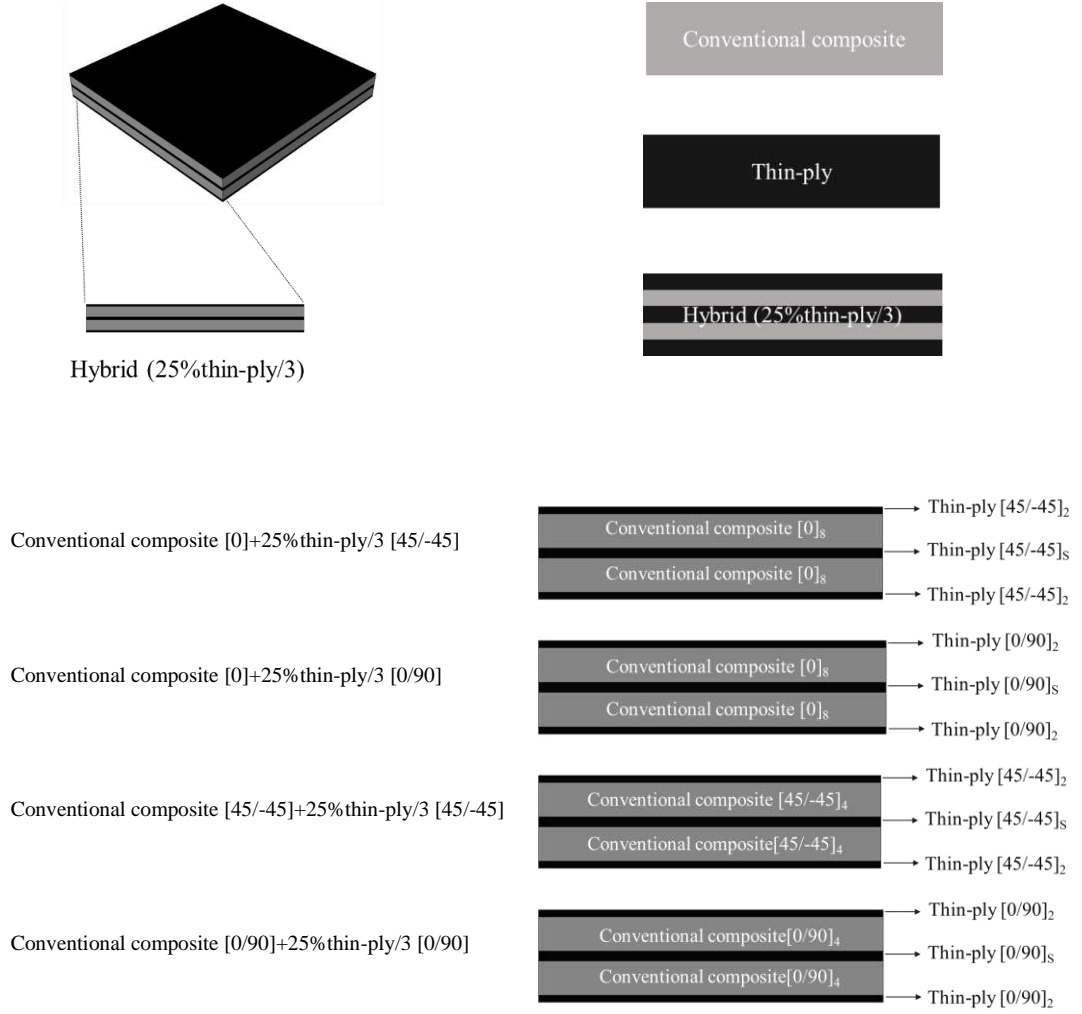 Conventional composite
Thin-ply
Hybrid (25%thin-ply/3)
Hybrid (25%thin-ply/3)
Conventional composite [0]+25%thin-ply/3 [45/-45]
Thin-ply [45/-45]₂
Conventional composite [0]₈
Thin-ply [45/-45]ₛ
Conventional composite [0]₈
Thin-ply [45/-45]₂
Conventional composite [0]+25%thin-ply/3 [0/90]
Thin-ply [0/90]₂
Conventional composite [0]₈
Thin-ply [0/90]ₛ
Conventional composite [0]₈
Thin-ply [0/90]₂
Conventional composite [45/-45]+25%thin-ply/3 [45/-45]
Thin-ply [45/-45]₂
Conventional composite [45/-45]₄
Thin-ply [45/-45]ₛ
Conventional composite[45/-45]₄
Thin-ply [45/-45]₂
Conventional composite [0/90]+25%thin-ply/3 [0/90]
Thin-ply [0/90]₂
Conventional composite[0/90]₄
Thin-ply [0/90]ₛ
Conventional composite[0/90]₄
Thin-ply [0/90]₂